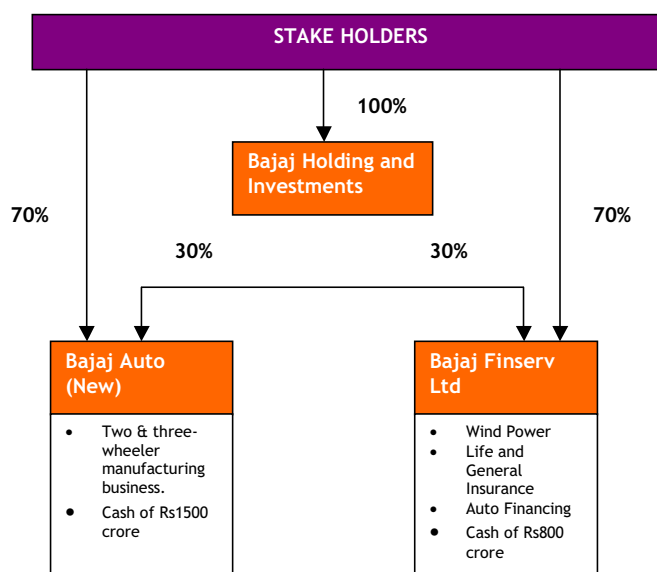 STAKE HOLDERS
100%
Bajaj Holding and
Investments
70%
70%
30%
30%
Bajaj Auto
(New)
• Two & three-
wheeler
manufacturing
business.
• Cash of Rs1500
crore
Bajaj Finserv
Ltd
• Wind Power
• Life and
General
Insurance
• Auto Financing
• Cash of Rs800
crore